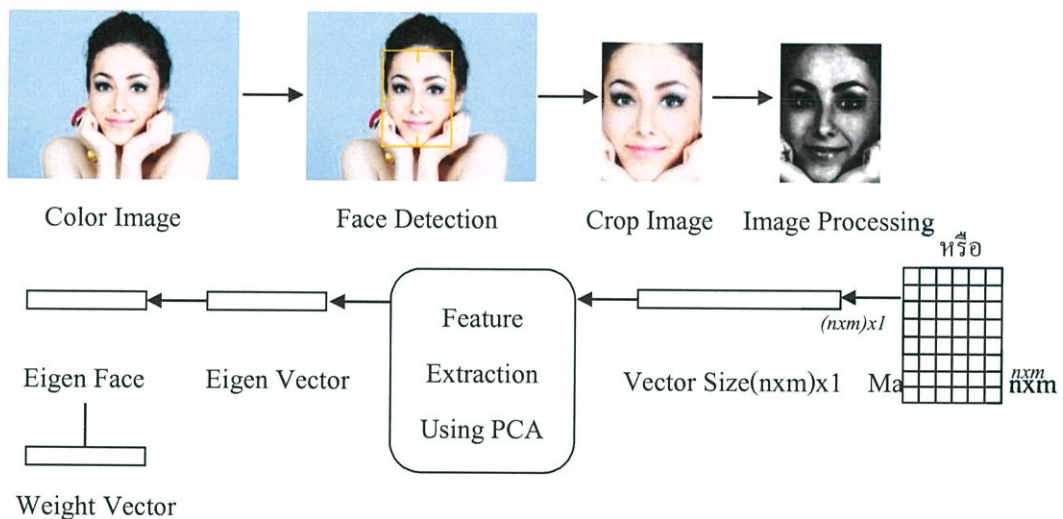 Color Image
Face Detection
Crop Image
Image Processing
หรือ
(nxm)x1
Feature
Extraction
Using PCA
Eigen Face
Eigen Vector
Vector Size(nxm)x1
Ma
nxm
nxm
Weight Vector